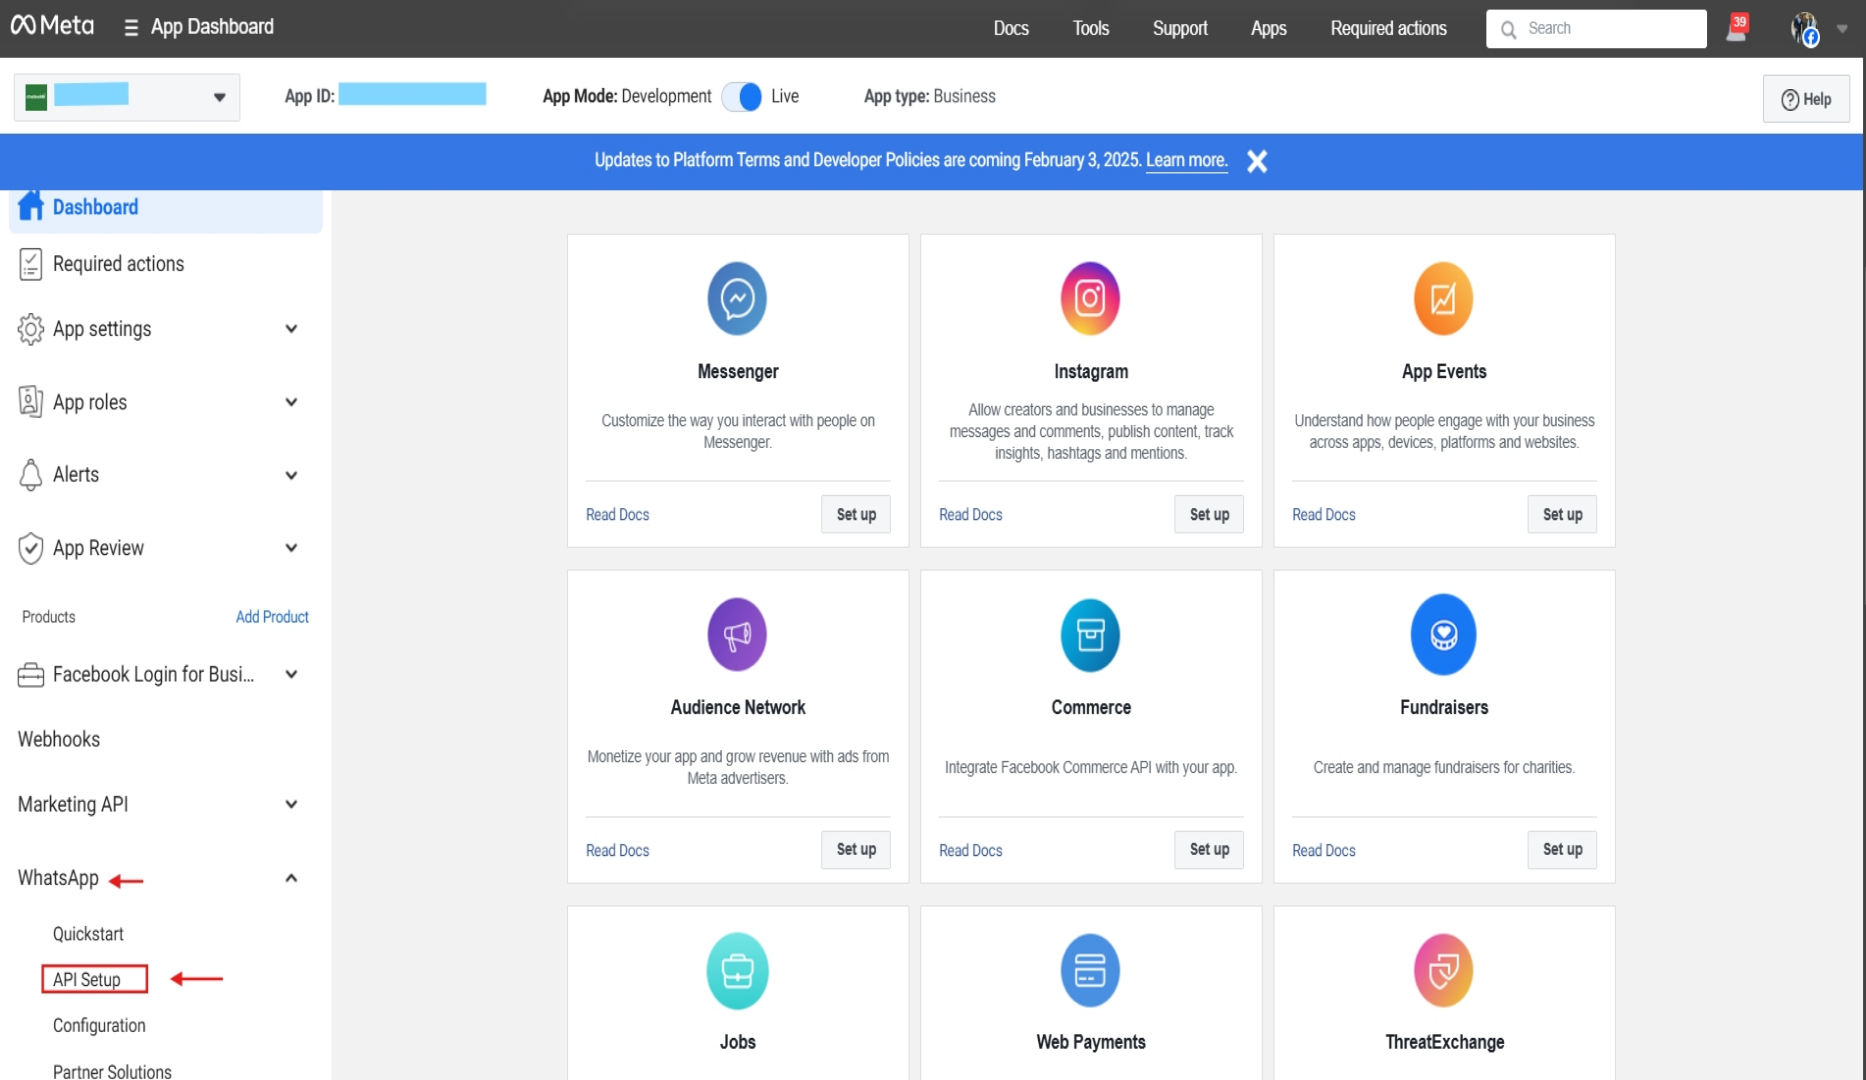 Meta
App Dashboard
Docs
Tools
Support
Apps
Required actions
Search
39
App ID:
App Mode: Development
Live
App type: Business
Help
Updates to Platform Terms and Developer Policies are coming February 3, 2025. Learn more.
Dashboard
Required actions
App settings
App roles
Alerts
App Review
Products
Add Product
Facebook Login for Busi...
Webhooks
Marketing API
WhatsApp
Quickstart
API Setup
Configuration
Partner Solutions
Messenger
Customize the way you interact with people on
Messenger.
Read Docs
Set up
Instagram
Allow creators and businesses to manage
messages and comments, publish content, track
insights, hashtags and mentions.
Read Docs
Set up
App Events
Understand how people engage with your business
across apps, devices, platforms and websites.
Read Docs
Set up
Audience Network
Monetize your app and grow revenue with ads from
Meta advertisers.
Read Docs
Set up
Commerce
Integrate Facebook Commerce API with your app.
Read Docs
Set up
Fundraisers
Create and manage fundraisers for charities.
Read Docs
Set up
Jobs
Web Payments
ThreatExchange